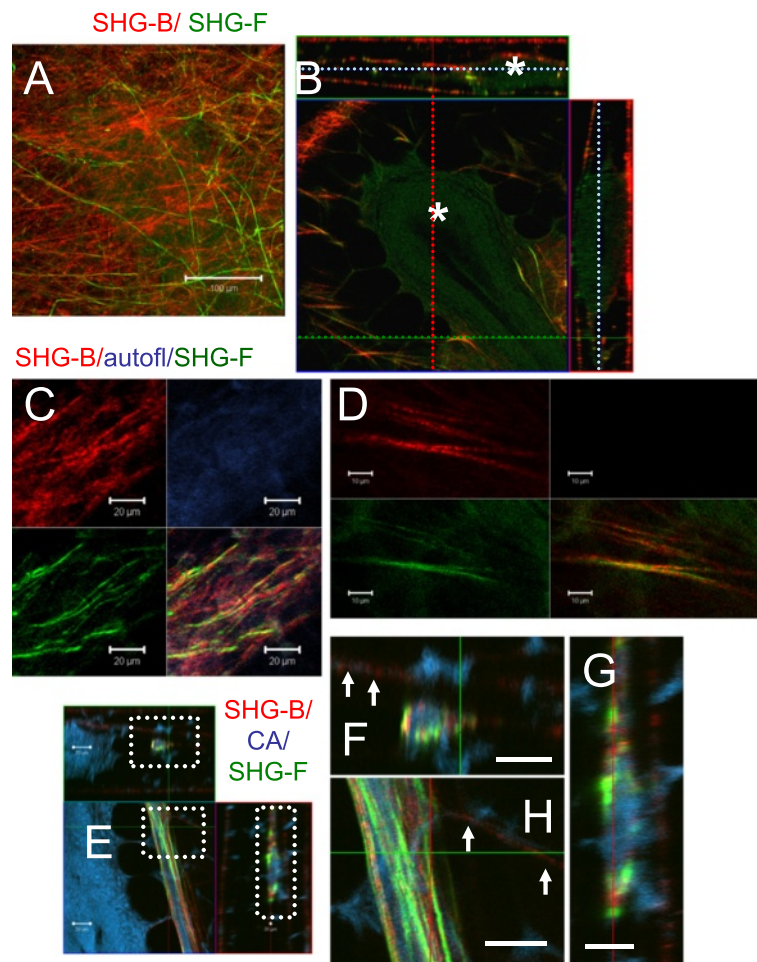 SHG-B/ SHG-F
A
B
*
*
100 µm
SHG-B/autofl/SHG-F
C
20 µm
20 µm
20 µm
20 µm
D
10 µm
10 µm
10 µm
10 µm
SHG-B/
CA/
SHG-F
E
F
G
H